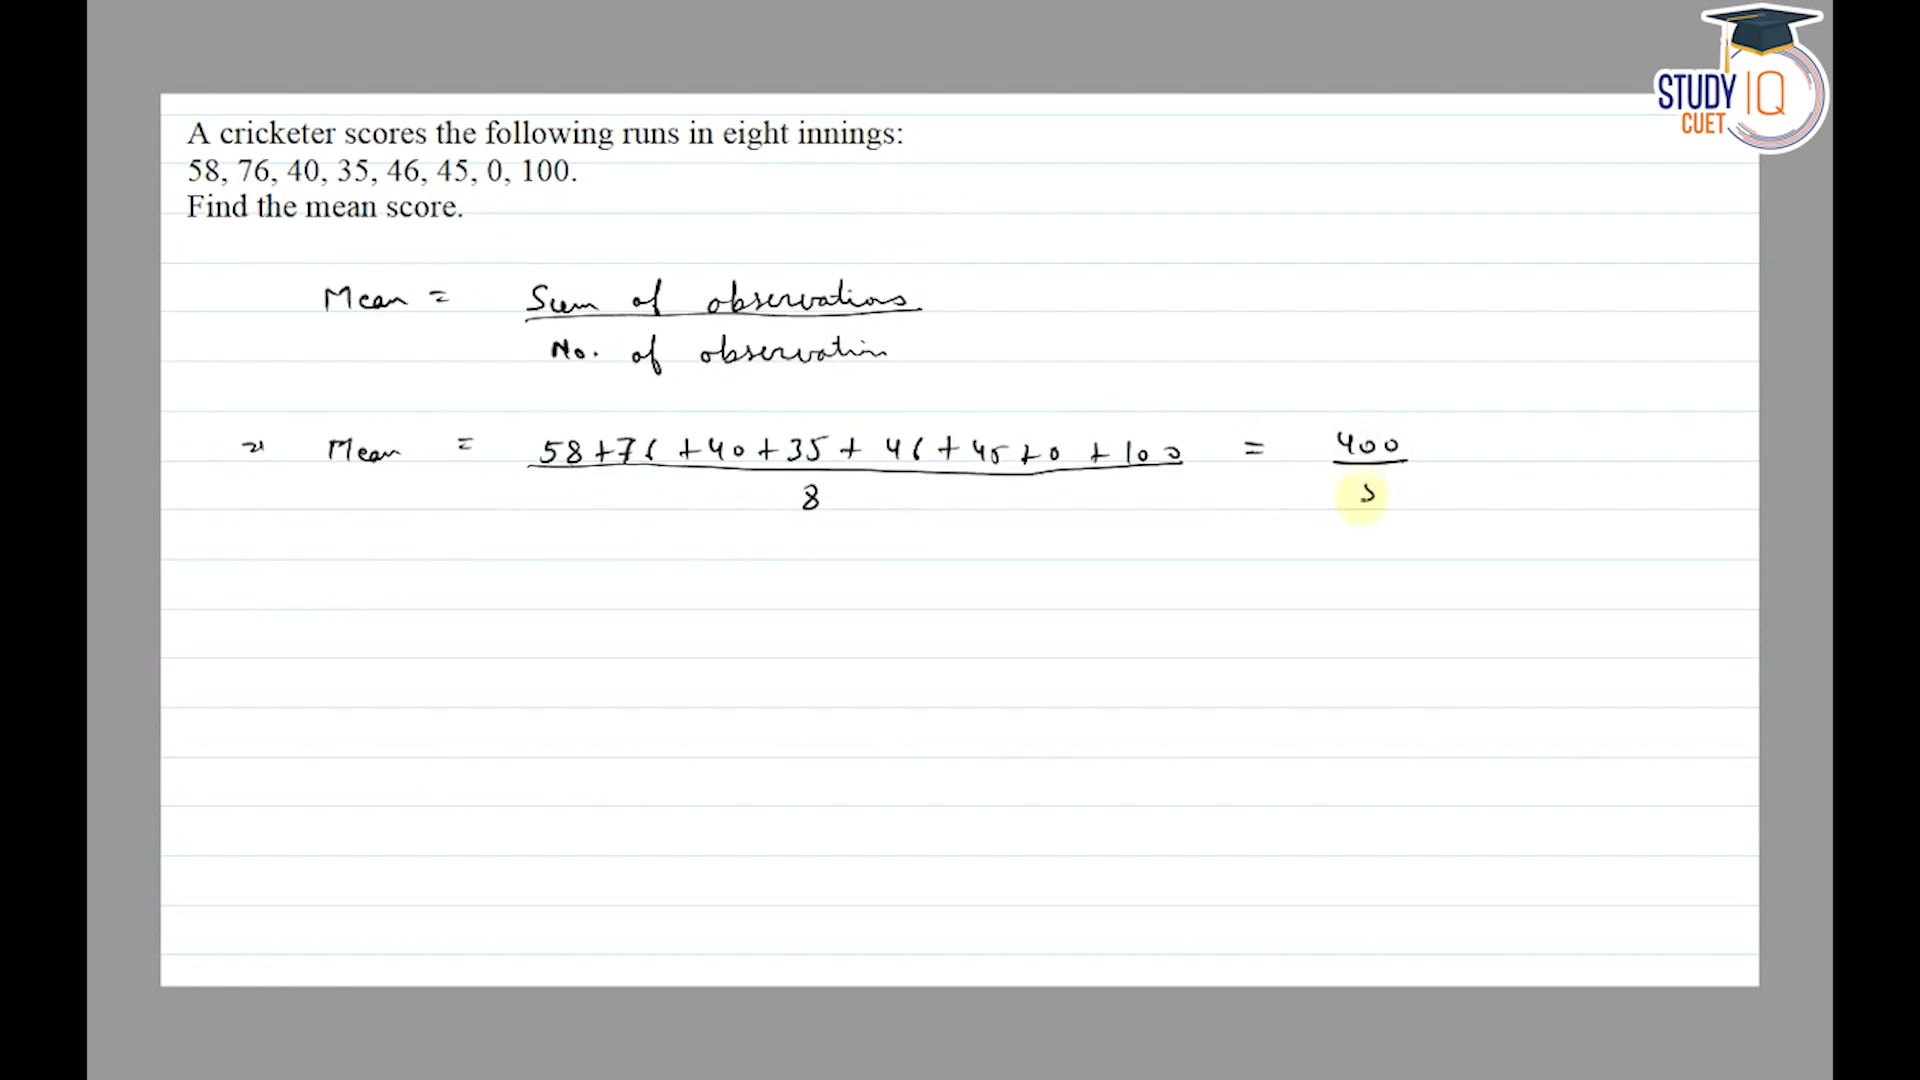 STUDY IQ
CUET
A cricketer scores the following runs in eight innings:
58, 76, 40, 35, 46, 45, 0, 100.
Find the mean score.
Mean = Sum of observations
No. of observation
⇒ Mean = 58+76+40+35+46+45+0+100 = 400
8